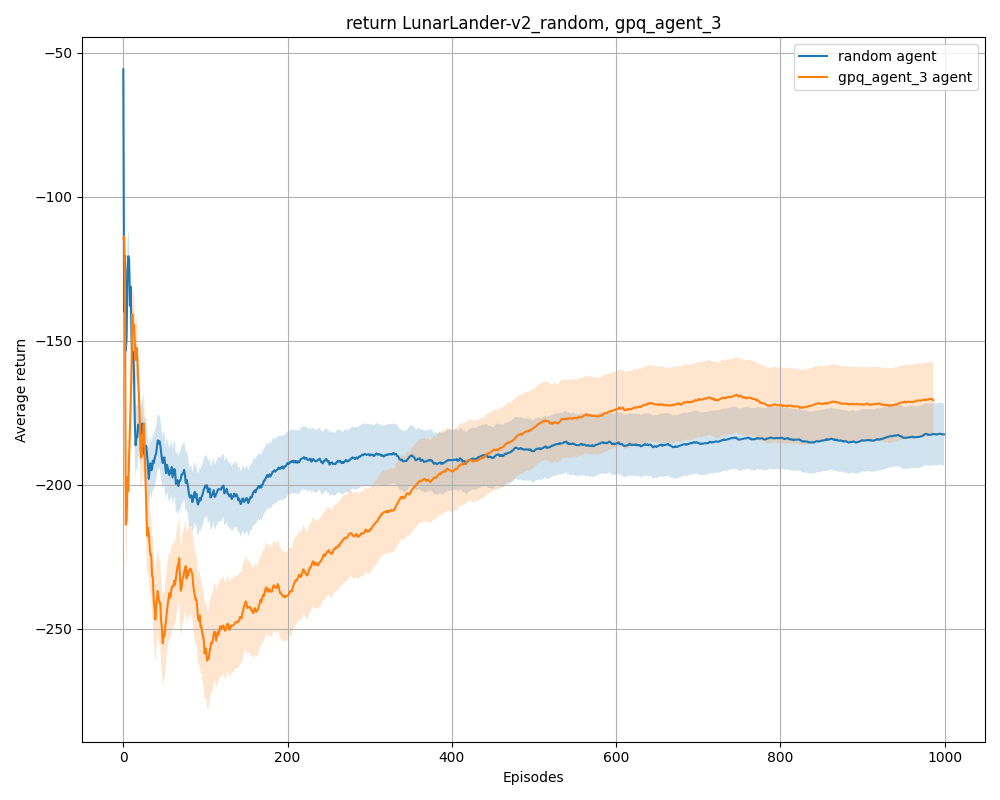 return LunarLander-v2_random, gpq_agent_3
random agent
gpq_agent_3 agent
Average return
−50
−100
−150
−200
−250
0 200 400 600 800 1000
Episodes